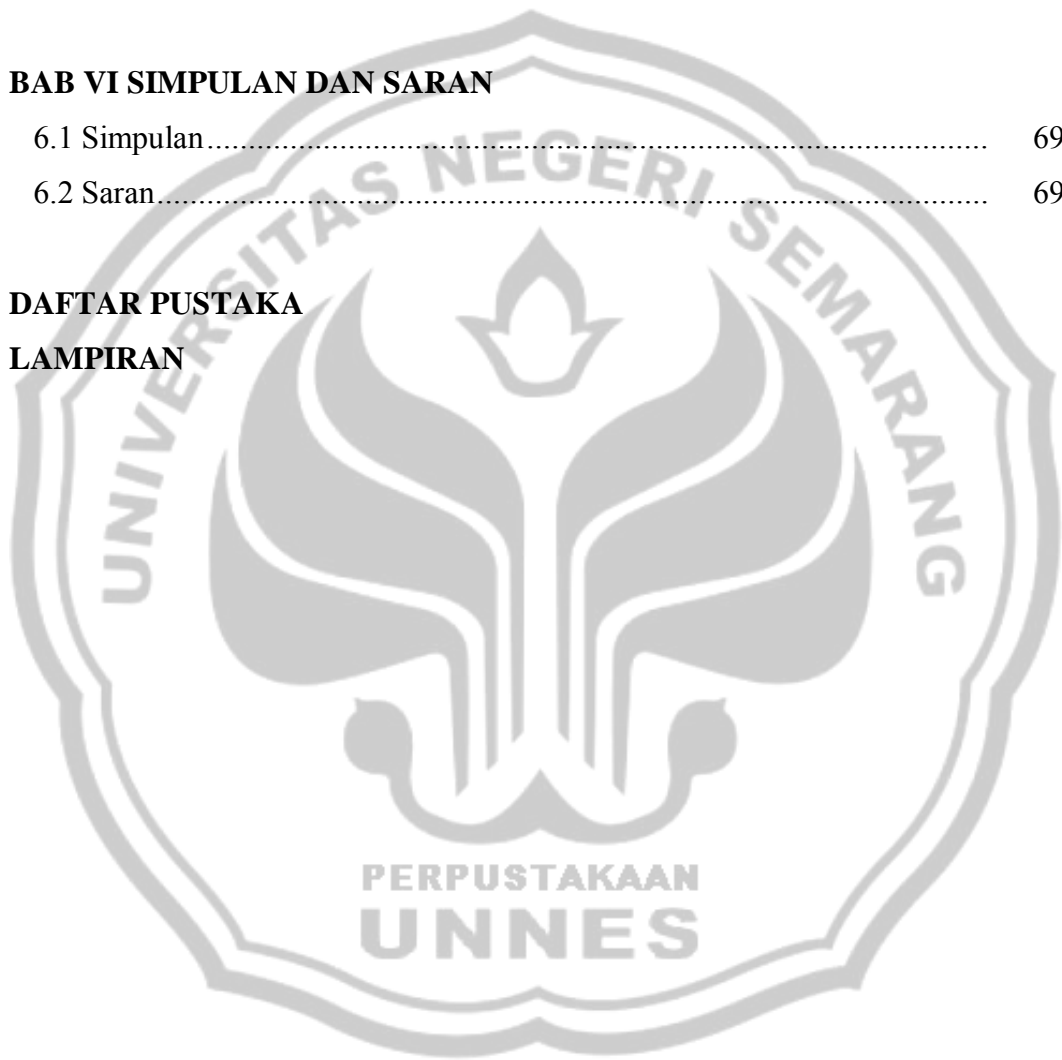 BAB VI SIMPULAN DAN SARAN
6.1 Simpulan.................................................................................................. 69
6.2 Saran........................................................................................................ 69
DAFTAR PUSTAKA
LAMPIRAN
UNIVERSITAS NEGERI SEMARANG
PERPUSTAKAAN
UNNES